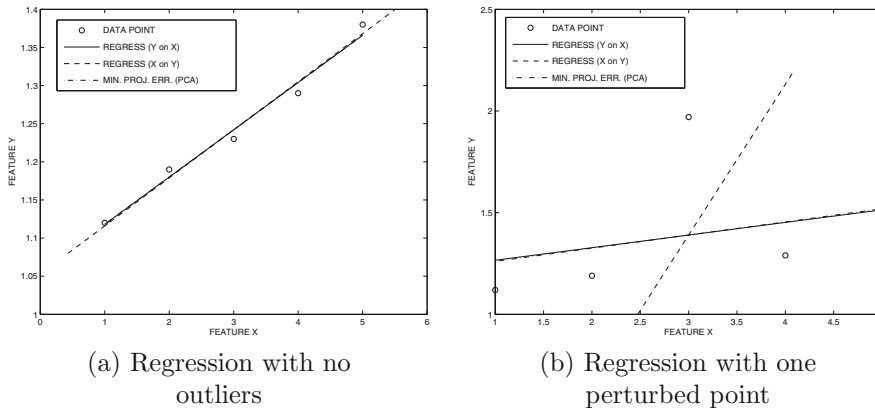 1.4
1.35
1.3
1.25
1.2
1.15
1.1
1.05
1
FEATURE Y
DATA POINT
REGRESS (Y on X)
REGRESS (X on Y)
MIN. PROJ. ERR. (PCA)
0 1 2 3 4 5 6
FEATURE X
(a) Regression with no
outliers
2.5
2
1.5
1
FEATURE Y
DATA POINT
REGRESS (Y on X)
REGRESS (X on Y)
MIN. PROJ. ERR. (PCA)
1 1.5 2 2.5 3 3.5 4 4.5
FEATURE X
(b) Regression with one
perturbed point